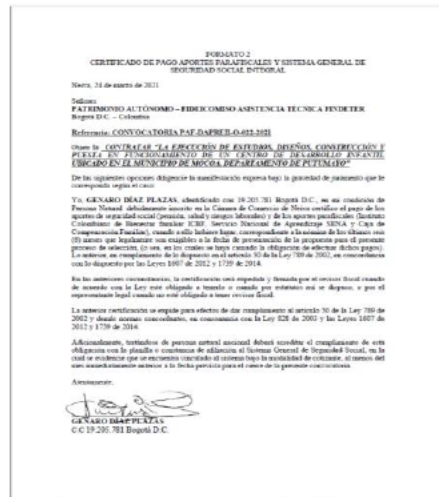 FORMATO 2
CERTIFICADO DE PAGO APORTES PARAFISCALES Y SISTEMA GENERAL DE
SEGURIDAD SOCIAL INTEGRAL
Neiva, 24 de marzo de 2021
Señores
PATRIMONIO AUTÓNOMO – FIDEICOMISO ASISTENCIA TÉCNICA FINDETER
Bogotá D.C. – Colombia
Referencia: CONVOCATORIA PAF-DAPREII-O-022-2021
Objeto: la CONTRATAR "LA EJECUCIÓN DE ESTUDIOS, DISEÑOS, CONSTRUCCIÓN Y
PUESTA EN FUNCIONAMIENTO DE UN CENTRO DE DESARROLLO INFANTIL
UBICADO EN EL MUNICIPIO DE MOCOA, DEPARTAMENTO DE PUTUMAYO"
De las siguientes opciones diligencie la manifestación expresa bajo la gravedad de juramento que le
corresponda según el caso:
Yo, GENARO DÍAZ PLAZAS, identificado con 19.205.781 Bogotá D.C., en mi condición de
Persona Natural debidamente inscrito en la Cámara de Comercio de Neiva certifico el pago de los
aportes de seguridad social (pensión, salud y riesgos laborales) y de los aportes parafiscales (Instituto
Colombiano de Bienestar familiar ICBF, Servicio Nacional de Aprendizaje SENA y Caja de
Compensación Familiar), cuando a ello hubiere lugar, correspondiente a la nómina de los últimos seis
(6) meses que legalmente son exigibles a la fecha de presentación de la propuesta para el presente
proceso de selección, (o sea, en los cuales se haya causado la obligación de efectuar dichos pagos).
Lo anterior, en cumplimiento de lo dispuesto en el artículo 50 de la Ley 789 de 2002, en concordancia
con lo dispuesto por las Leyes 1607 de 2012 y 1739 de 2014.
En las anteriores contrataciones, la certificación será expedida y firmada por el revisor fiscal cuando
de acuerdo con la Ley esté obligado a tenerlo o cuando por estatutos así se dispuso, o por el
representante legal cuando no esté obligado a tener revisor fiscal.
La anterior certificación se expide para efectos de dar cumplimiento al artículo 50 de la Ley 789 de
2002 y demás normas concordantes, en consonancia con la Ley 828 de 2003 y las Leyes 1607 de
2012 y 1739 de 2014.
Adicionalmente, tratándose de persona natural nacional deberá acreditar el cumplimiento de esta
obligación con la planilla o constancia de afiliación al Sistema General de Seguridad Social, en la
cual se evidencie que se encuentra vinculado al sistema bajo la modalidad de cotizante, al menos del
mes inmediatamente anterior a la fecha prevista para el cierre de la presente convocatoria.
Atentamente,
GENARO DÍAZ PLAZAS
C.C 19.205.781 Bogotá D.C.